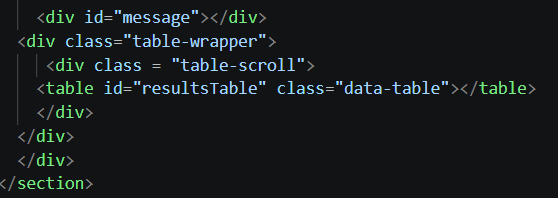 <div id="message"></div>
<div class="table-wrapper">
<div class = "table-scroll">
<table id="resultsTable" class="data-table"></table>
</div>
</div>
</div>
</section>